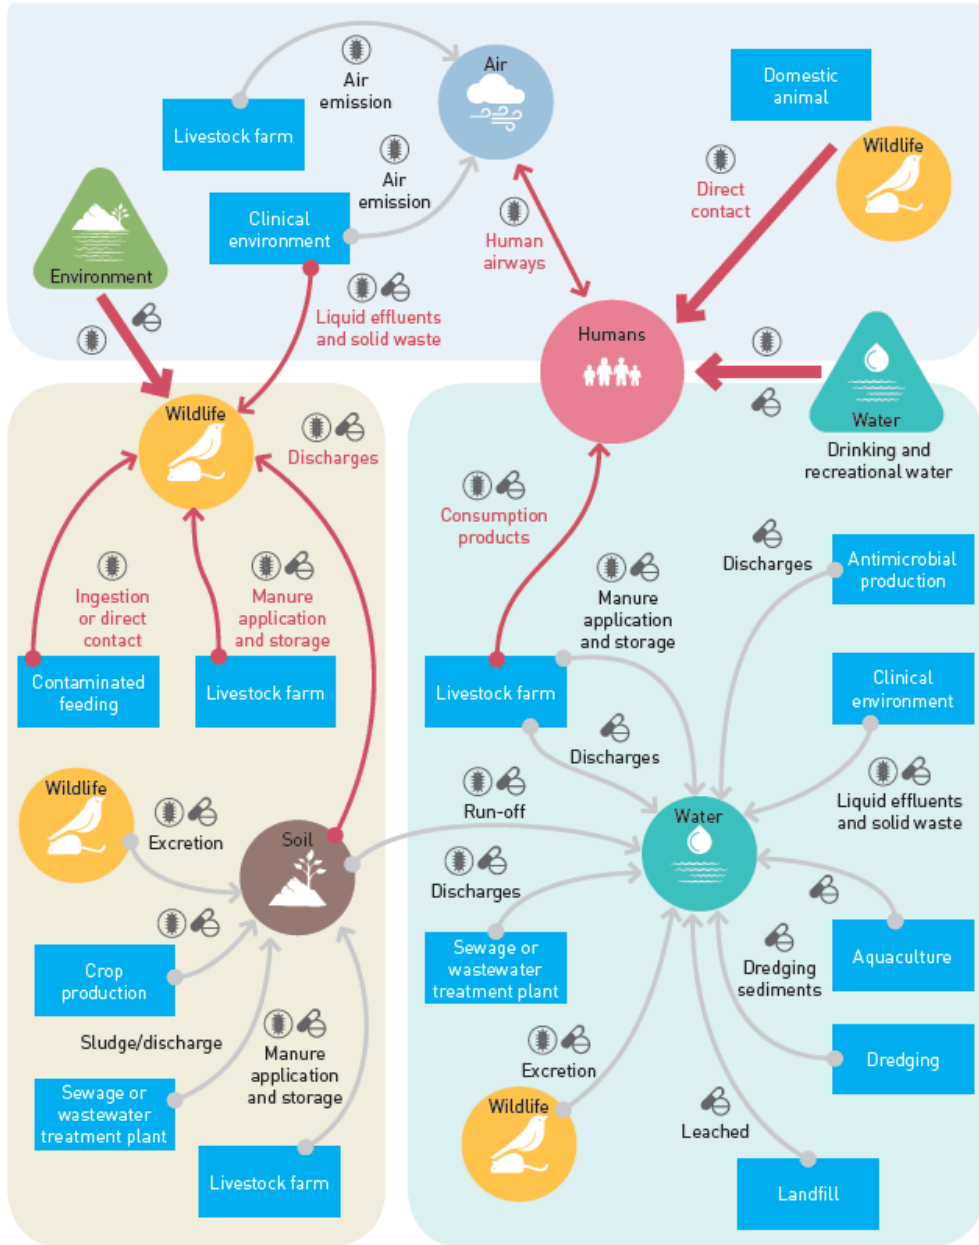 Air
Air
emission
Livestock farm
Domestic
animal
Wildlife
Air
emission
Direct
contact
Clinical
environment
Human
airways
Environment
Liquid effluents
and solid waste
Humans
Wildlife
Water
Drinking and
recreational water
Discharges
Consumption
products
Discharges
Antimicrobial
production
Ingestion
or direct
contact
Manure
application
and storage
Manure
application
and storage
Contaminated
feeding
Livestock farm
Livestock farm
Clinical
environment
Discharges
Liquid effluents
and solid waste
Wildlife
Excretion
Soil
Run-off
Water
Discharges
Crop
production
Sewage or
wastewater
treatment plant
Dredging
sediments
Aquaculture
Sludge/discharge
Manure
application
and storage
Excretion
Dredging
Sewage or
wastewater
treatment plant
Wildlife
Leached
Livestock farm
Landfill